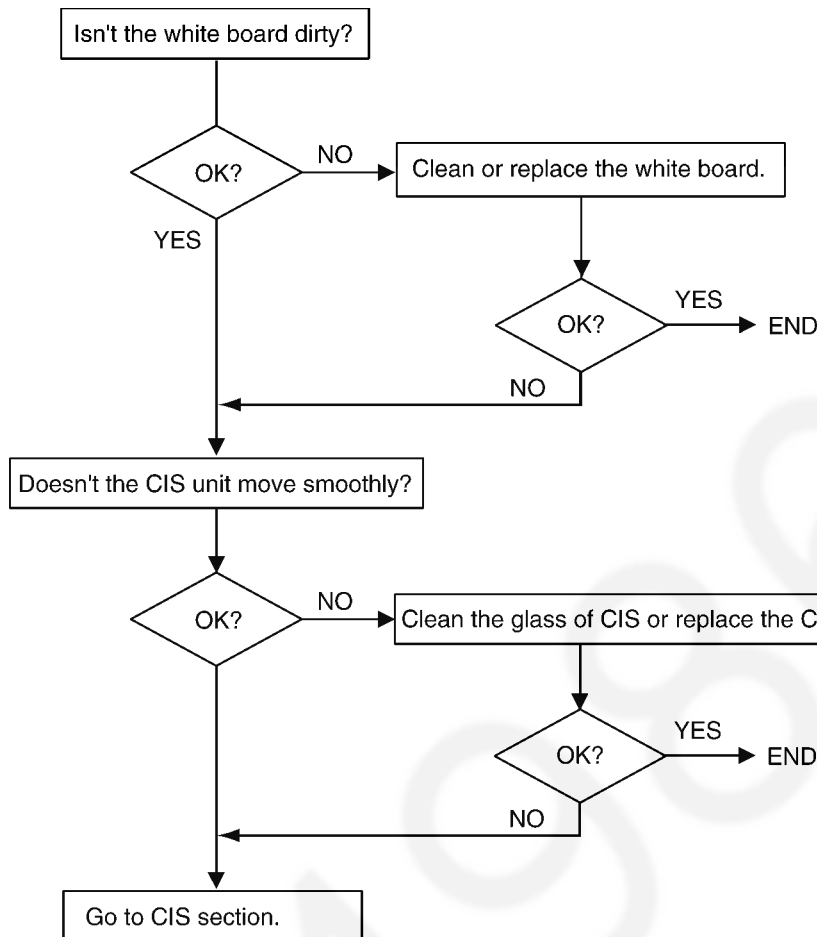 Isn't the white board dirty?
OK?
NO
Clean or replace the white board.
YES
OK?
YES
END
NO
Doesn't the CIS unit move smoothly?
OK?
NO
Clean the glass of CIS or replace the C
OK?
YES
END
NO
Go to CIS section.